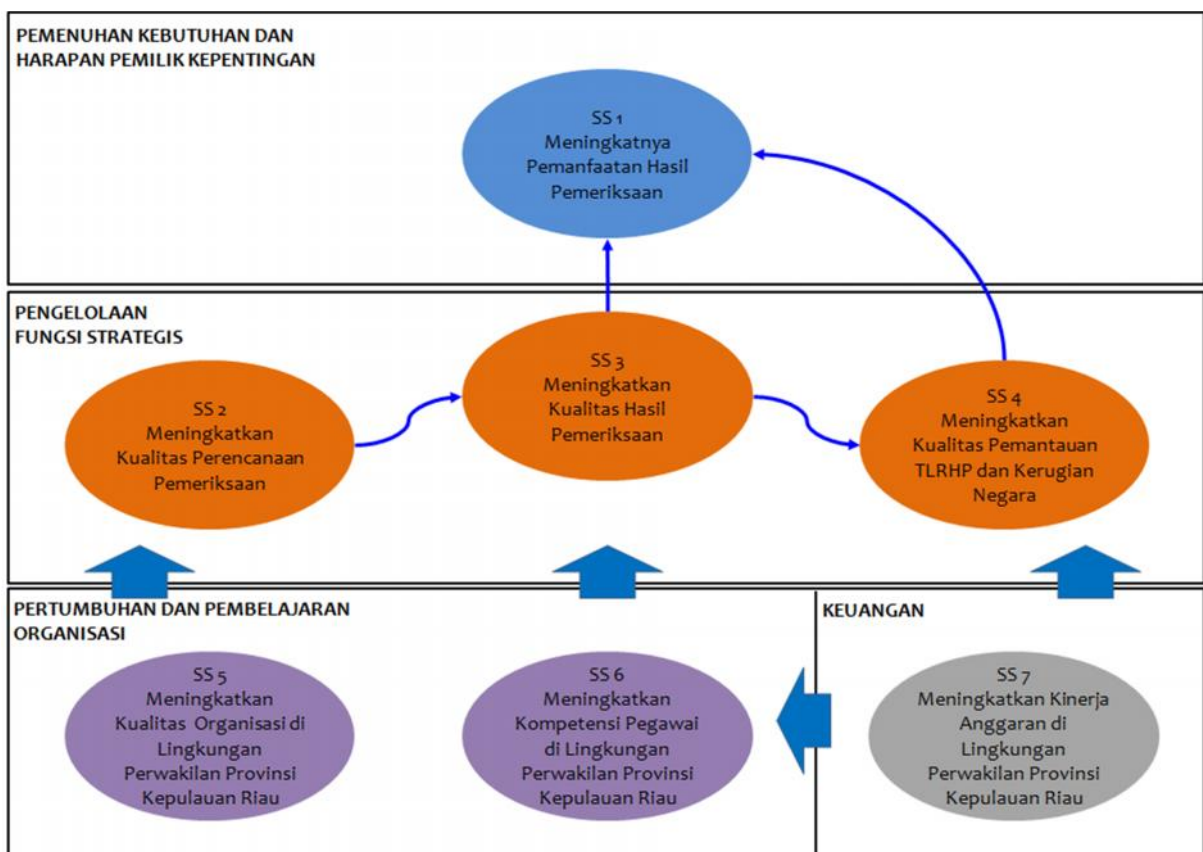 PEMENUHAN KEBUTUHAN DAN
HARAPAN PEMILIK KEPENTINGAN
SS 1
Meningkatnya
Pemanfaatan Hasil
Pemeriksaan
PENGELOLAAN
FUNGSI STRATEGIS
SS 2
Meningkatkan
Kualitas Perencanaan
Pemeriksaan
SS 3
Meningkatkan
Kualitas Hasil
Pemeriksaan
SS 4
Meningkatkan
Kualitas Pemantauan
TLRHP dan Kerugian
Negara
PERTUMBUHAN DAN PEMBELAJARAN
ORGANISASI
SS 5
Meningkatkan
Kualitas Organisasi di
Lingkungan
Perwakilan Provinsi
Kepulauan Riau
SS 6
Meningkatkan
Kompetensi Pegawai
di Lingkungan
Perwakilan Provinsi
Kepulauan Riau
KEUANGAN
SS 7
Meningkatkan Kinerja
Anggaran di
Lingkungan
Perwakilan Provinsi
Kepulauan Riau